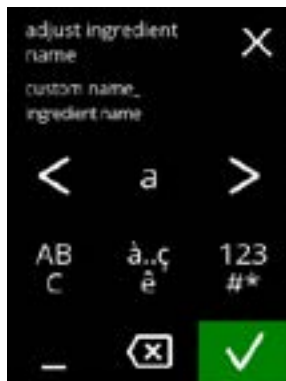 adjust ingredient
name
custom name_
ingredient name
< a >
AB
C
à..ç
ê
123
#*
_